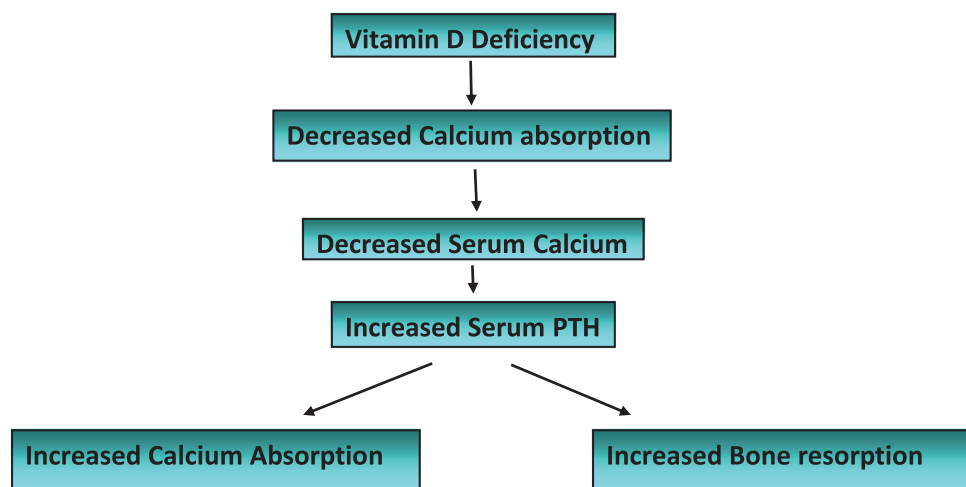 Vitamin D Deficiency
Decreased Calcium absorption
Decreased Serum Calcium
Increased Serum PTH
Increased Calcium Absorption
Increased Bone resorption